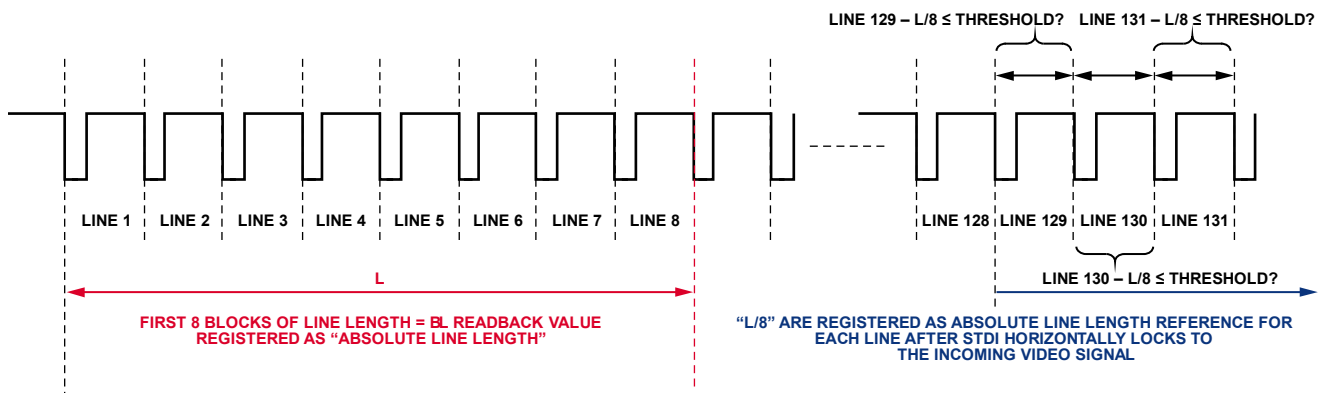 LINE 129 – L/8 ≤ THRESHOLD? LINE 131 – L/8 ≤ THRESHOLD?
LINE 1 LINE 2 LINE 3 LINE 4 LINE 5 LINE 6 LINE 7 LINE 8 LINE 128 LINE 129 LINE 130 LINE 131
L
LINE 130 – L/8 ≤ THRESHOLD?
FIRST 8 BLOCKS OF LINE LENGTH = BL READBACK VALUE
REGISTERED AS “ABSOLUTE LINE LENGTH”
“L/8” ARE REGISTERED AS ABSOLUTE LINE LENGTH REFERENCE FOR
EACH LINE AFTER STDI HORIZONTALLY LOCKS TO
THE INCOMING VIDEO SIGNAL